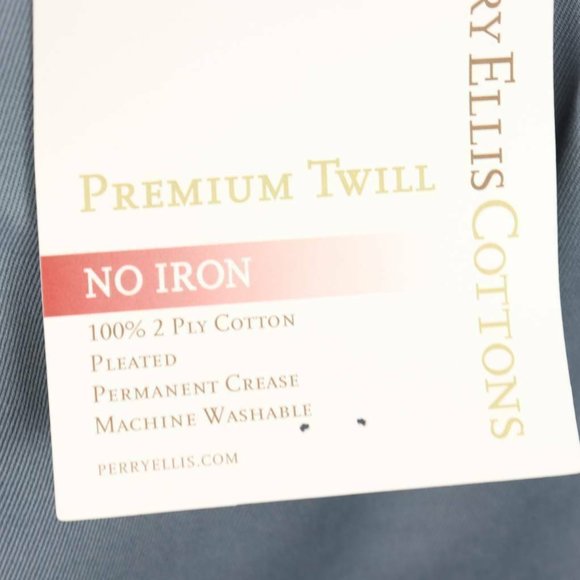 PREMIUM TWILL
NO IRON
100% 2 PLY COTTON
PLEATED
PERMANENT CREASE
MACHINE WASHABLE
PERRYELLIS.COM
RY ELLIS COTTONS